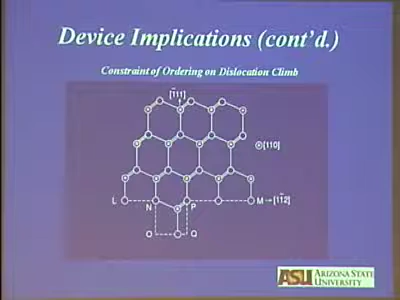 Device Implications (cont'd.)
Constraint of Ordering on Dislocation Climb
[1̄11]
[110]
L N P M → [11̄2]
O Q
ASU ARIZONA STATE
UNIVERSITY